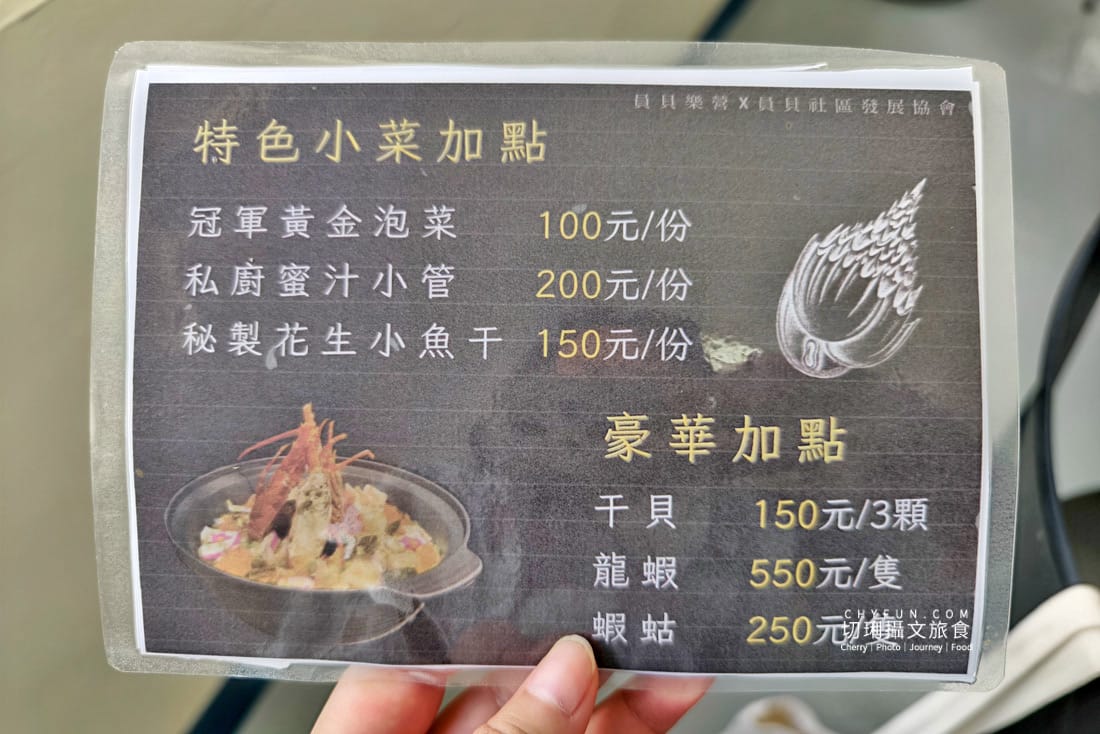 員貝樂營X員貝社區發展協會
特色小菜加點
冠軍黃金泡菜 100元/份
私廚蜜汁小管 200元/份
秘製花生小魚干 150元/份
豪華加點
干貝 150元/3顆
龍蝦 550元/隻
蝦蛄 250元/
CHYFUN.COM
切琍攝文旅食
Cherry | Photo | Journey | Food